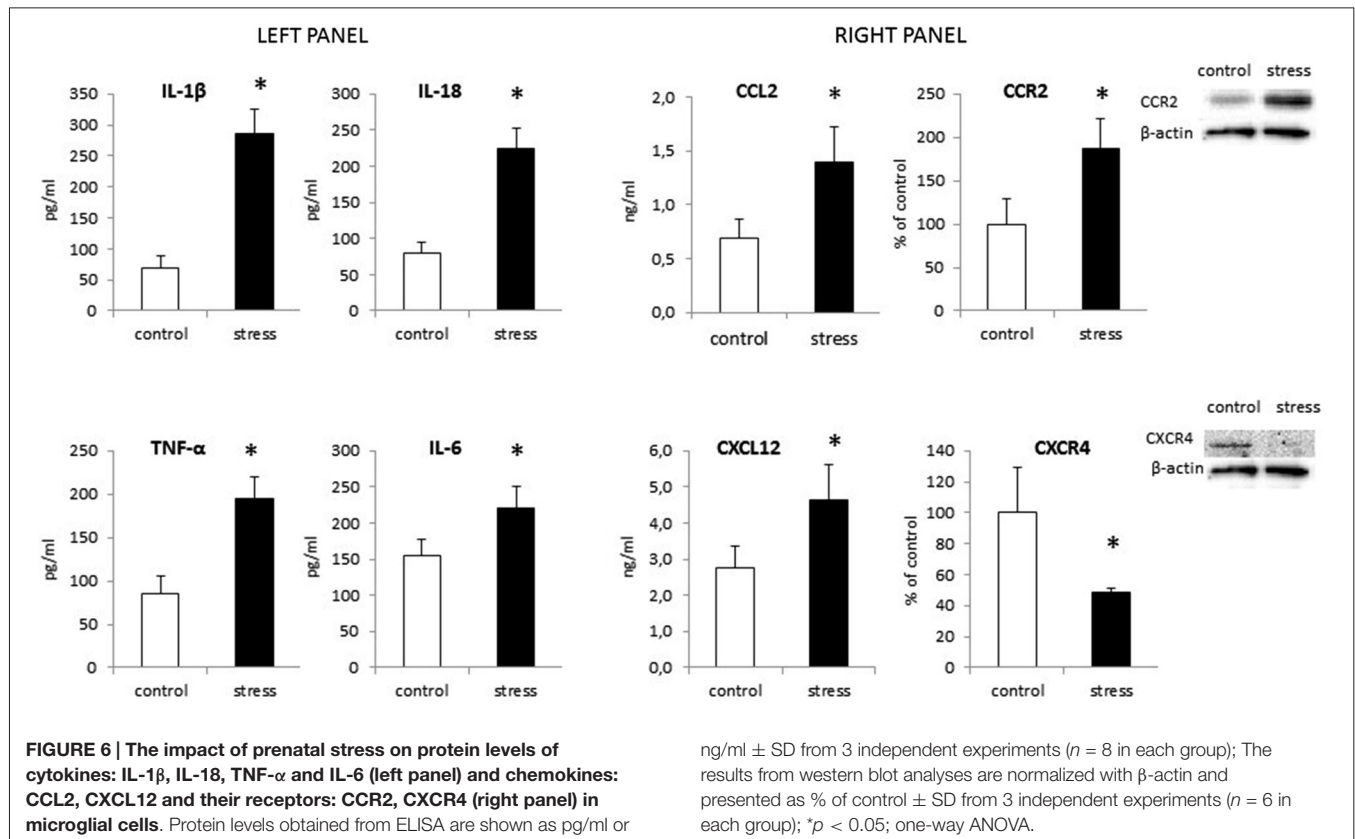 LEFT PANEL
RIGHT PANEL
IL-1β
*
pg/ml
350
300
250
200
150
100
50
0
control stress
IL-18
*
pg/ml
300
250
200
150
100
50
0
control stress
CCL2
*
ng/ml
2,0
1,5
1,0
0,5
0,0
control stress
CCR2
*
% of control
250
200
150
100
50
0
control stress
control stress
CCR2
β-actin
TNF-α
*
pg/ml
250
200
150
100
50
0
control stress
IL-6
*
pg/ml
300
250
200
150
100
50
0
control stress
CXCL12
*
ng/ml
6,0
5,0
4,0
3,0
2,0
1,0
0,0
control stress
CXCR4
*
% of control
140
120
100
80
60
40
20
0
control stress
control stress
CXCR4
β-actin
FIGURE 6 | The impact of prenatal stress on protein levels of
cytokines: IL-1β, IL-18, TNF-α and IL-6 (left panel) and chemokines:
CCL2, CXCL12 and their receptors: CCR2, CXCR4 (right panel) in
microglial cells. Protein levels obtained from ELISA are shown as pg/ml or
ng/ml ± SD from 3 independent experiments (n = 8 in each group); The
results from western blot analyses are normalized with β-actin and
presented as % of control ± SD from 3 independent experiments (n = 6 in
each group); *p < 0.05; one-way ANOVA.